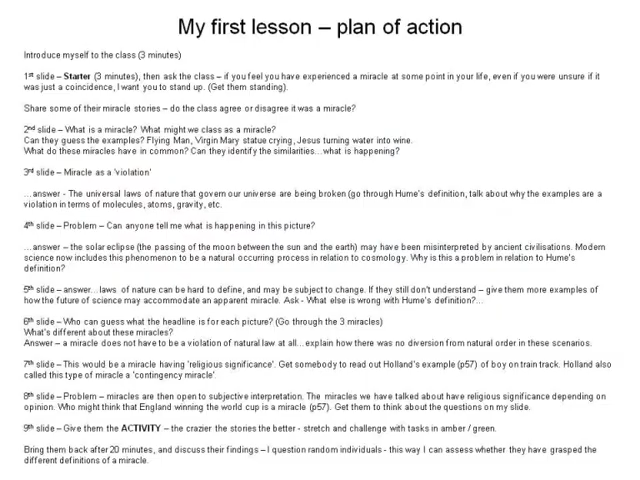 My first lesson – plan of action
Introduce myself to the class (3 minutes)
1st slide – Starter (3 minutes), then ask the class – if you feel you have experienced a miracle at some point in your life, even if you were unsure if it
was just a coincidence, I want you to stand up. (Get them standing).
Share some of their miracle stories – do the class agree or disagree it was a miracle?
2nd slide – What is a miracle? What might we class as a miracle?
Can they guess the examples? Flying Man, Virgin Mary statue crying, Jesus turning water into wine.
What do these miracles have in common? Can they identify the similarities…what is happening?
3rd slide – Miracle as a 'violation'
…answer - The universal laws of nature that govern our universe are being broken (go through Hume's definition, talk about why the examples are a
violation in terms of molecules, atoms, gravity, etc.
4th slide – Problem – Can anyone tell me what is happening in this picture?
…answer – the solar eclipse (the passing of the moon between the sun and the earth) may have been misinterpreted by ancient civilisations. Modern
science now includes this phenomenon to be a natural occurring process in relation to cosmology. Why is this a problem in relation to Hume's
definition?
5th slide – answer…laws of nature can be hard to define, and may be subject to change. If they still don't understand – give them more examples of
how the future of science may accommodate an apparent miracle. Ask - What else is wrong with Hume's definition?…
6th slide – Who can guess what the headline is for each picture? (Go through the 3 miracles)
What's different about these miracles?
Answer – a miracle does not have to be a violation of natural law at all…explain how there was no diversion from natural order in these scenarios.
7th slide – This would be a miracle having 'religious significance'. Get somebody to read out Holland's example (p57) of boy on train track. Holland also
called this type of miracle a 'contingency miracle'.
8th slide – Problem – miracles are then open to subjective interpretation. The miracles we have talked about have religious significance depending on
opinion. Who might think that England winning the world cup is a miracle (p57). Get them to think about the questions on my slide.
9th slide – Give them the ACTIVITY – the crazier the stories the better - stretch and challenge with tasks in amber / green.
Bring them back after 20 minutes, and discuss their findings – I question random individuals - this way I can assess whether they have grasped the
different definitions of a miracle.